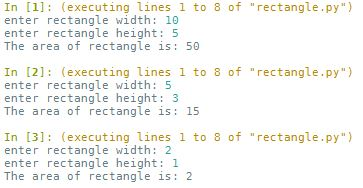 In [1]: (executing lines 1 to 8 of "rectangle.py")
enter rectangle width: 10
enter rectangle height: 5
The area of rectangle is: 50
In [2]: (executing lines 1 to 8 of "rectangle.py")
enter rectangle width: 5
enter rectangle height: 3
The area of rectangle is: 15
In [3]: (executing lines 1 to 8 of "rectangle.py")
enter rectangle width: 2
enter rectangle height: 1
The area of rectangle is: 2